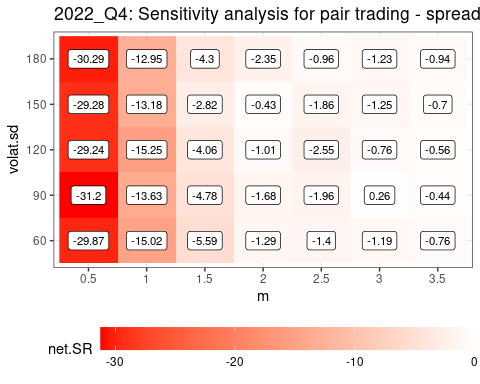 2022_Q4: Sensitivity analysis for pair trading - spread
volat.sd
180 -30.29 -12.95 -4.3 -2.35 -0.96 -1.23 -0.94
150 -29.28 -13.18 -2.82 -0.43 -1.86 -1.25 -0.7
120 -29.24 -15.25 -4.06 -1.01 -2.55 -0.76 -0.56
90 -31.2 -13.63 -4.78 -1.68 -1.96 0.26 -0.44
60 -29.87 -15.02 -5.59 -1.29 -1.4 -1.19 -0.76
0.5 1 1.5 2 2.5 3 3.5
m
net.SR
-30 -20 -10 0